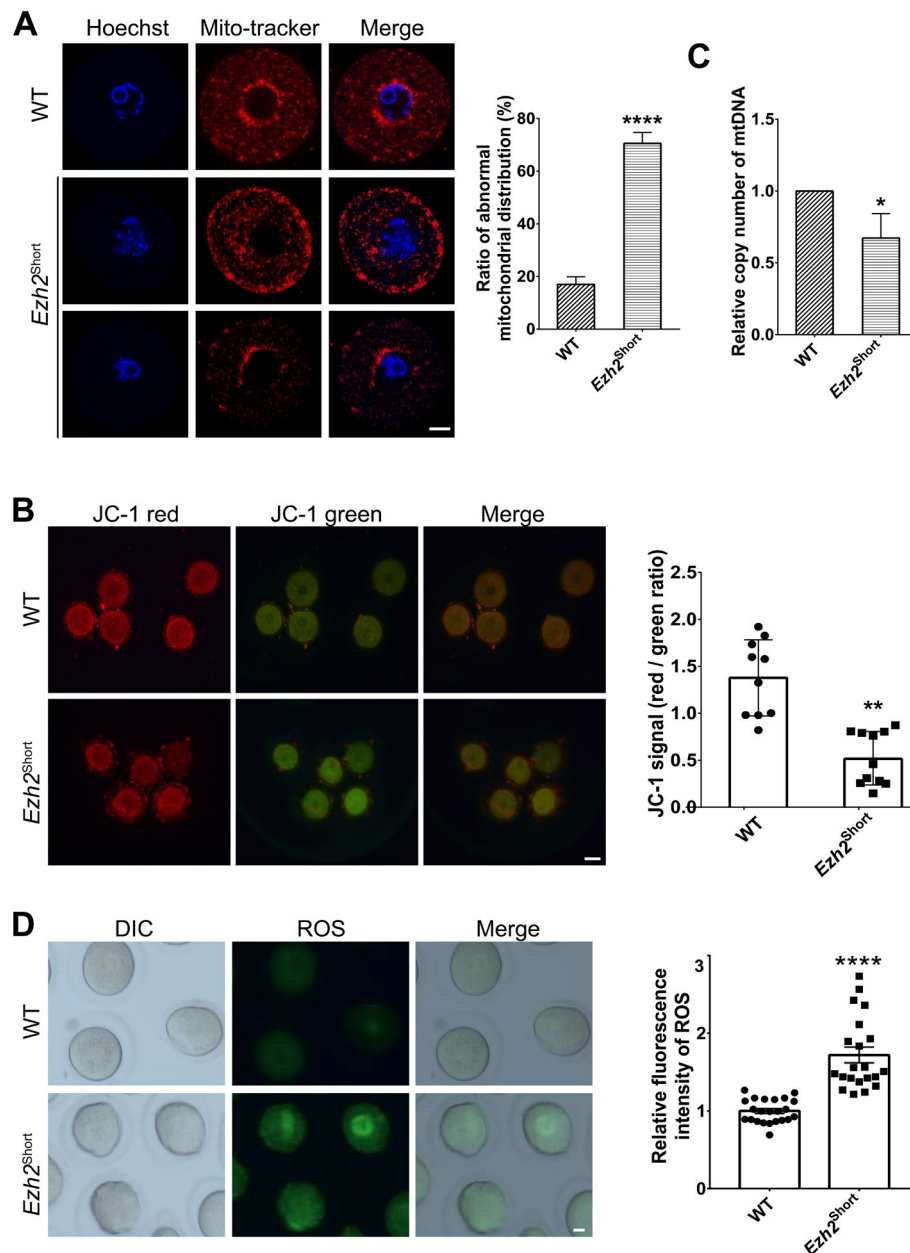 A
Hoechst Mito-tracker Merge
WT
Ezh2Short
Ratio of abnormal
mitochondrial distribution (%)
80
60
40
20
0
****
WT
Ezh2Short
C
Relative copy number of mtDNA
1.5
1.0
0.5
0.0
*
WT
Ezh2Short
B
JC-1 red JC-1 green Merge
WT
Ezh2Short
JC-1 signal (red / green ratio)
2.5
2.0
1.5
1.0
0.5
0.0
**
WT
Ezh2Short
D
DIC ROS Merge
WT
Ezh2Short
Relative fluorescence
intensity of ROS
3
2
1
0
****
WT
Ezh2Short